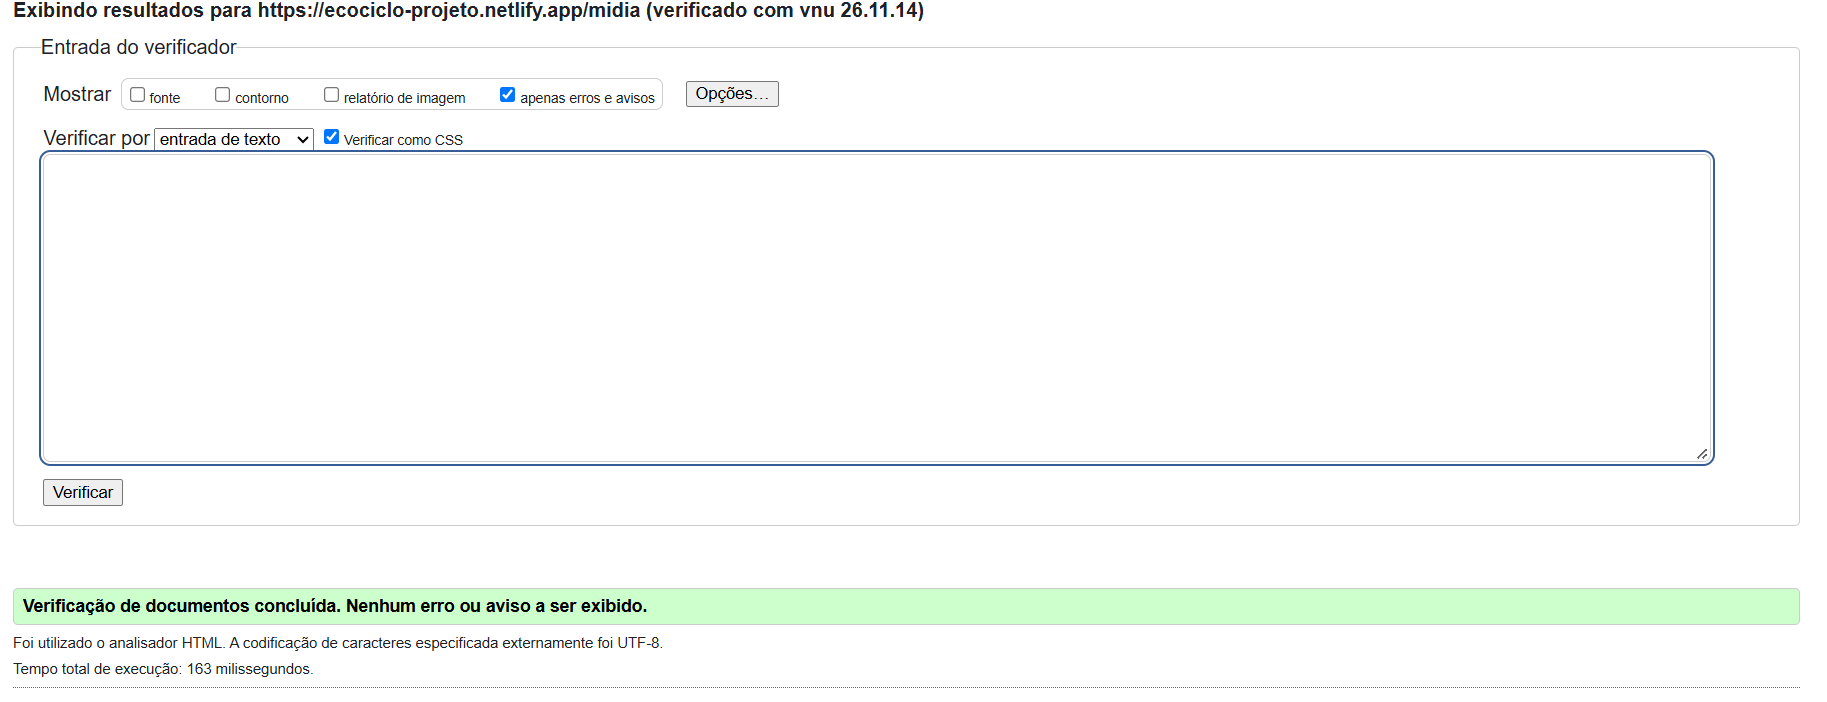 Exibindo resultados para https://ecociclo-projeto.netlify.app/midia (verificado com vnu 26.11.14)
Entrada do verificador
Mostrar fonte contorno relatório de imagem apenas erros e avisos Opções...
Verificar por entrada de texto Verificar como CSS
Verificar
Verificação de documentos concluída. Nenhum erro ou aviso a ser exibido.
Foi utilizado o analisador HTML. A codificação de caracteres especificada externamente foi UTF-8.
Tempo total de execução: 163 milissegundos.